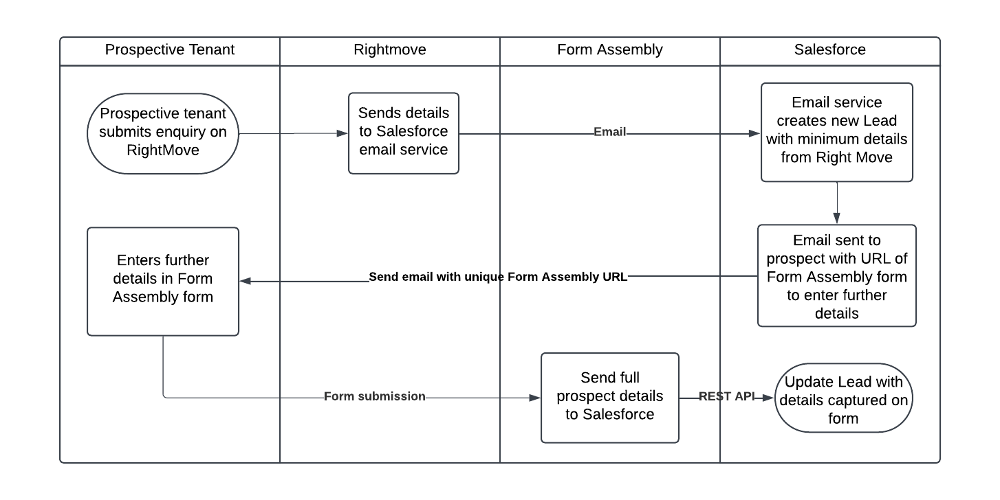 Prospective Tenant
Rightmove
Form Assembly
Salesforce
Prospective tenant
submits enquiry on
RightMove
Sends details
to Salesforce
email service
Email
Email service
creates new Lead
with minimum details
from Right Move
Enters further
details in Form
Assembly form
Send email with unique Form Assembly URL
Email sent to
prospect with URL of
Form Assembly form
to enter further
details
Form submission
Send full
prospect details
to Salesforce
REST API
Update Lead with
details captured on
form